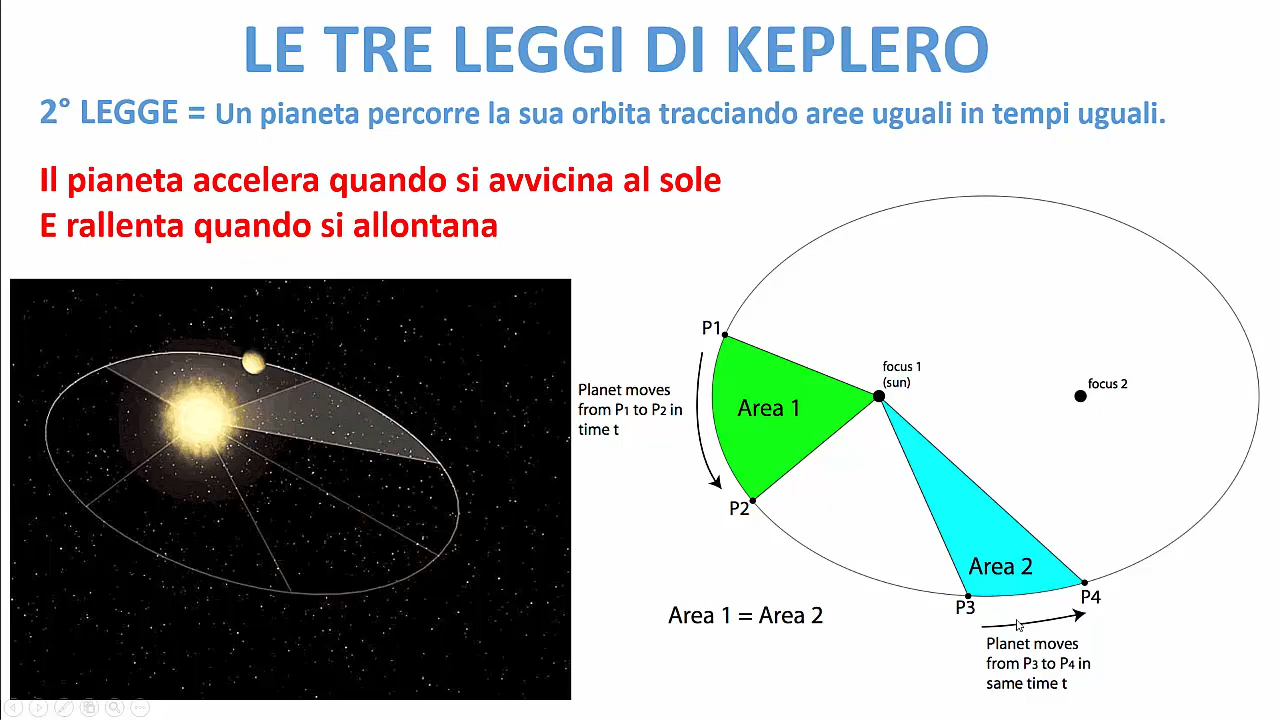 LE TRE LEGGI DI KEPLERO
2° LEGGE = Un pianeta percorre la sua orbita tracciando aree uguali in tempi uguali.
Il pianeta accelera quando si avvicina al sole
E rallenta quando si allontana
P1
focus 1
(sun)
focus 2
Planet moves
from P1 to P2 in
time t
Area 1
P2
Area 2
P3
P4
Area 1 = Area 2
Planet moves
from P3 to P4 in
same time t